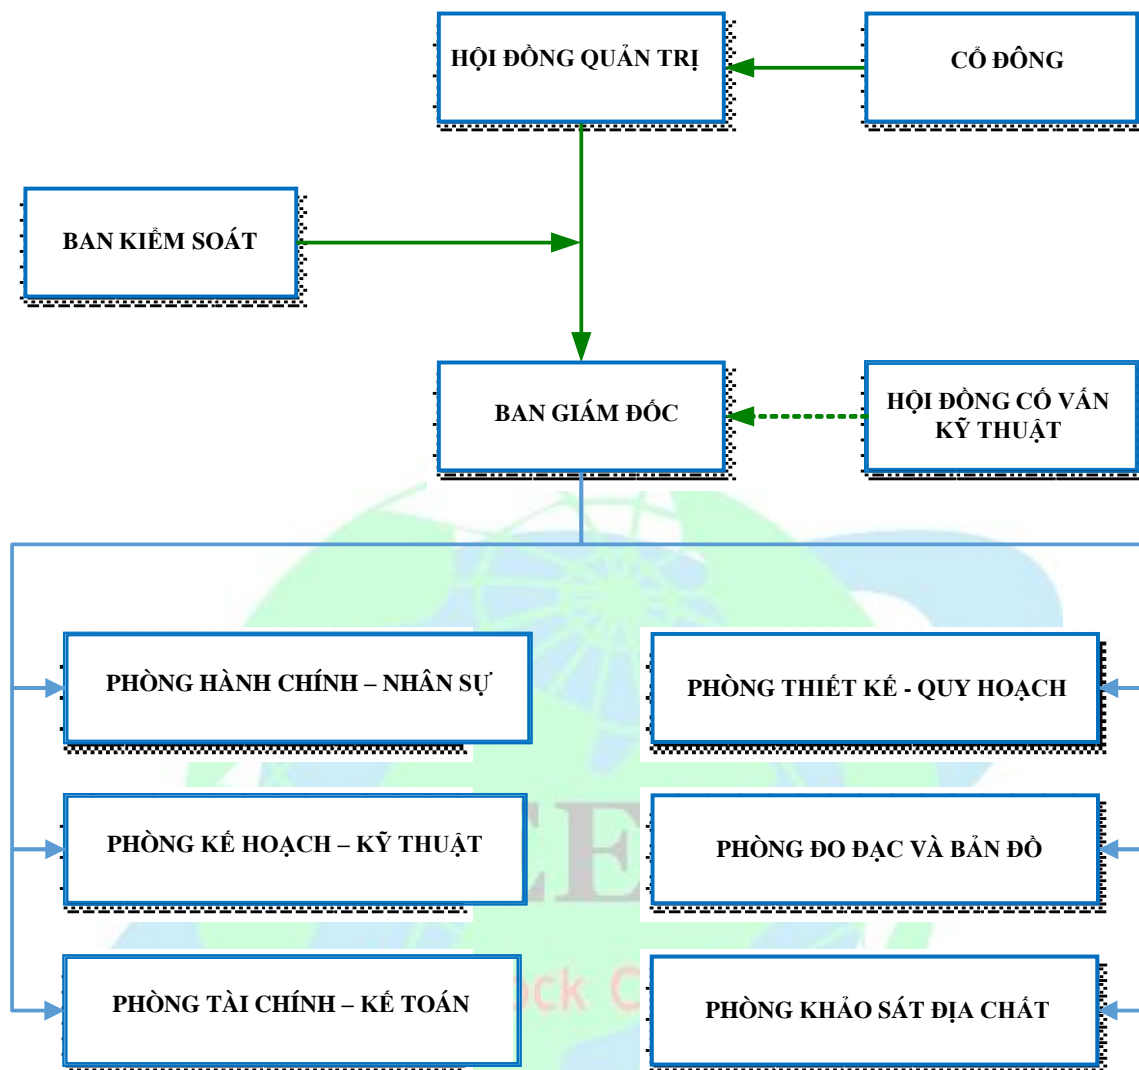 HỘI ĐỒNG QUẢN TRỊ
CỔ ĐÔNG
BAN KIỂM SOÁT
BAN GIÁM ĐỐC
HỘI ĐỒNG CỐ VẤN
KỸ THUẬT
PHÒNG HÀNH CHÍNH – NHÂN SỰ
PHÒNG THIẾT KẾ - QUY HOẠCH
PHÒNG KẾ HOẠCH – KỸ THUẬT
PHÒNG ĐO ĐẠC VÀ BẢN ĐỒ
PHÒNG TÀI CHÍNH – KẾ TOÁN
PHÒNG KHẢO SÁT ĐỊA CHẤT